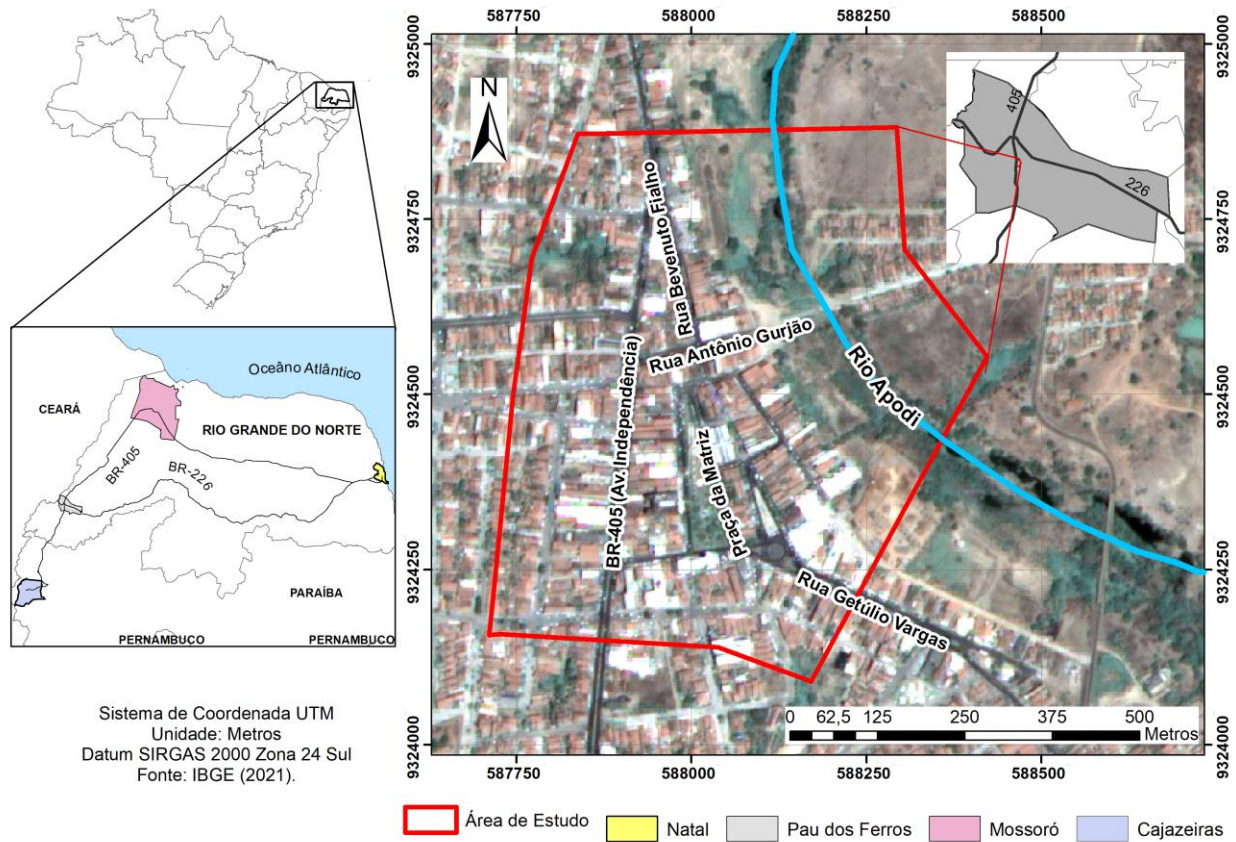 587750
588000
588250
588500
9325000
9324750
9324500
9324250
9324000
9325000
9324750
9324500
9324250
9324000
N
405
226
Rua Bevenuto Fialho
Rua Antônio Gurjão
BR-405 (Av. Independência)
Praça da Matriz
Rio Apodi
Rua Getúlio Vargas
0 62,5 125 250 375 500
Metros
587750
588000
588250
588500
Oceâno Atlântico
CEARÁ
RIO GRANDE DO NORTE
BR-405
BR-226
PARAÍBA
PERNAMBUCO
PERNAMBUCO
Sistema de Coordenada UTM
Unidade: Metros
Datum SIRGAS 2000 Zona 24 Sul
Fonte: IBGE (2021).
Área de Estudo
Natal
Pau dos Ferros
Mossoró
Cajazeiras